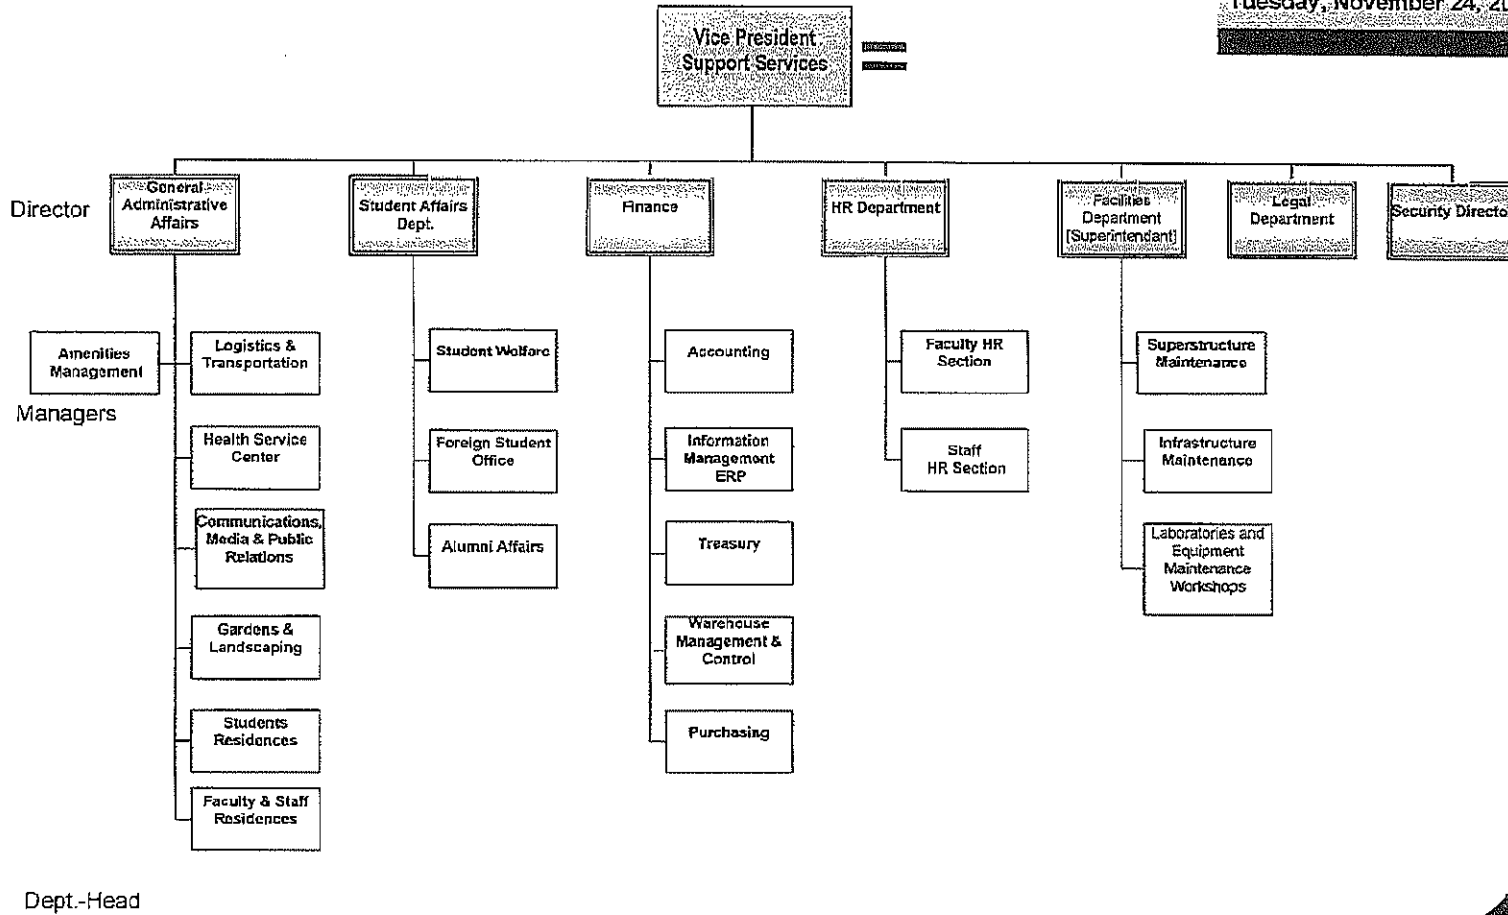 Tuesday, November 24,
Vice President
Support Services
Director
General
Administrative
Affairs
Student Affairs
Dept.
Finance
HR Department
Facilities
Department
[Superintendant]
Legal
Department
Security Directo
Amenities
Management
Logistics &
Transportation
Student Welfare
Accounting
Faculty HR
Section
Superstructure
Maintenance
Managers
Health Service
Center
Foreign Student
Office
Information
Management
ERP
Staff
HR Section
Infrastructure
Maintenance
Communications,
Media & Public
Relations
Alumni Affairs
Treasury
Laboratories and
Equipment
Maintenance
Workshops
Gardens &
Landscaping
Warehouse
Management &
Control
Students
Residences
Purchasing
Faculty & Staff
Residences
Dept.-Head